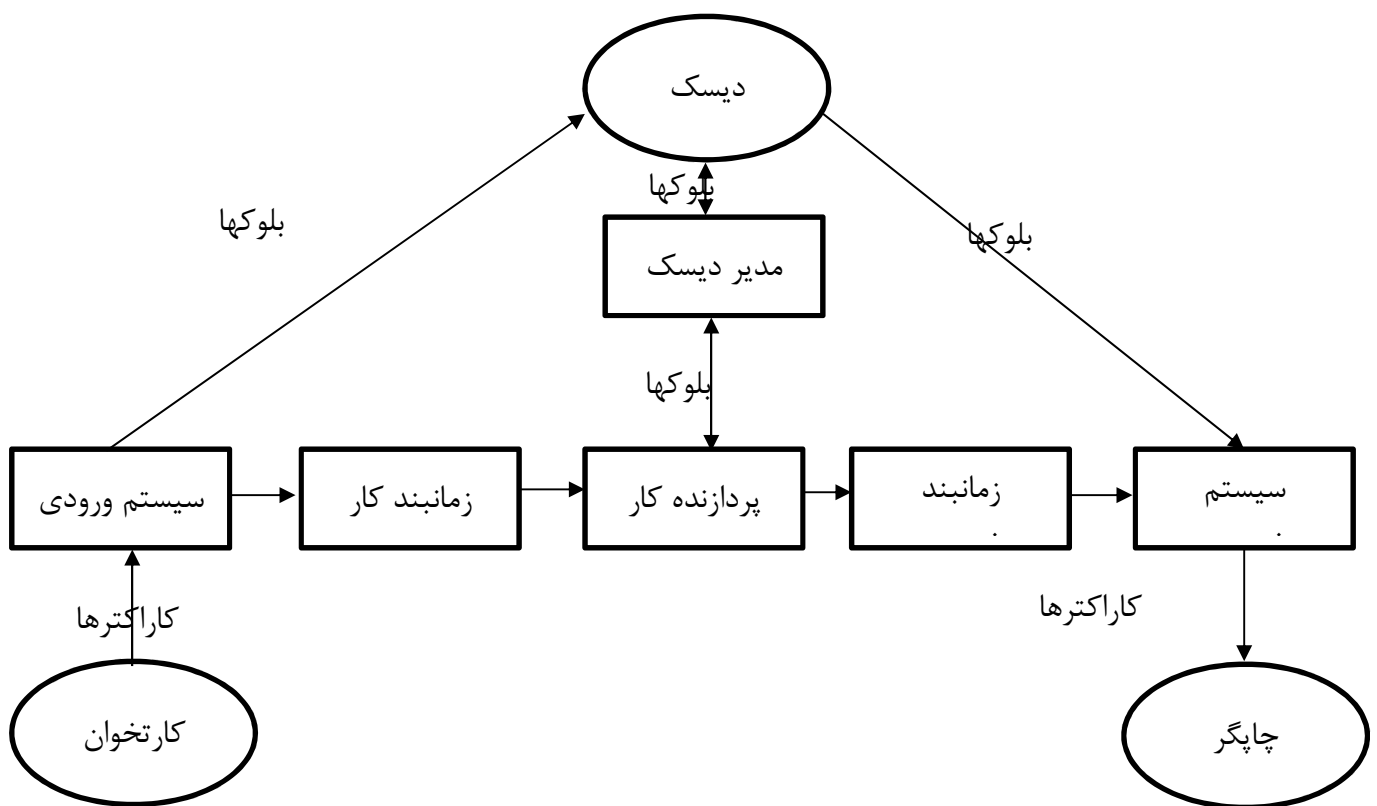 دیسک
بلوکها
بلوکها
بلوکها
مدیر دیسک
بلوکها
سیستم ورودی
زمانبند کار
پردازنده کار
زمانبند
سیستم
کاراکترها
کاراکترها
کارتخوان
چاپگر